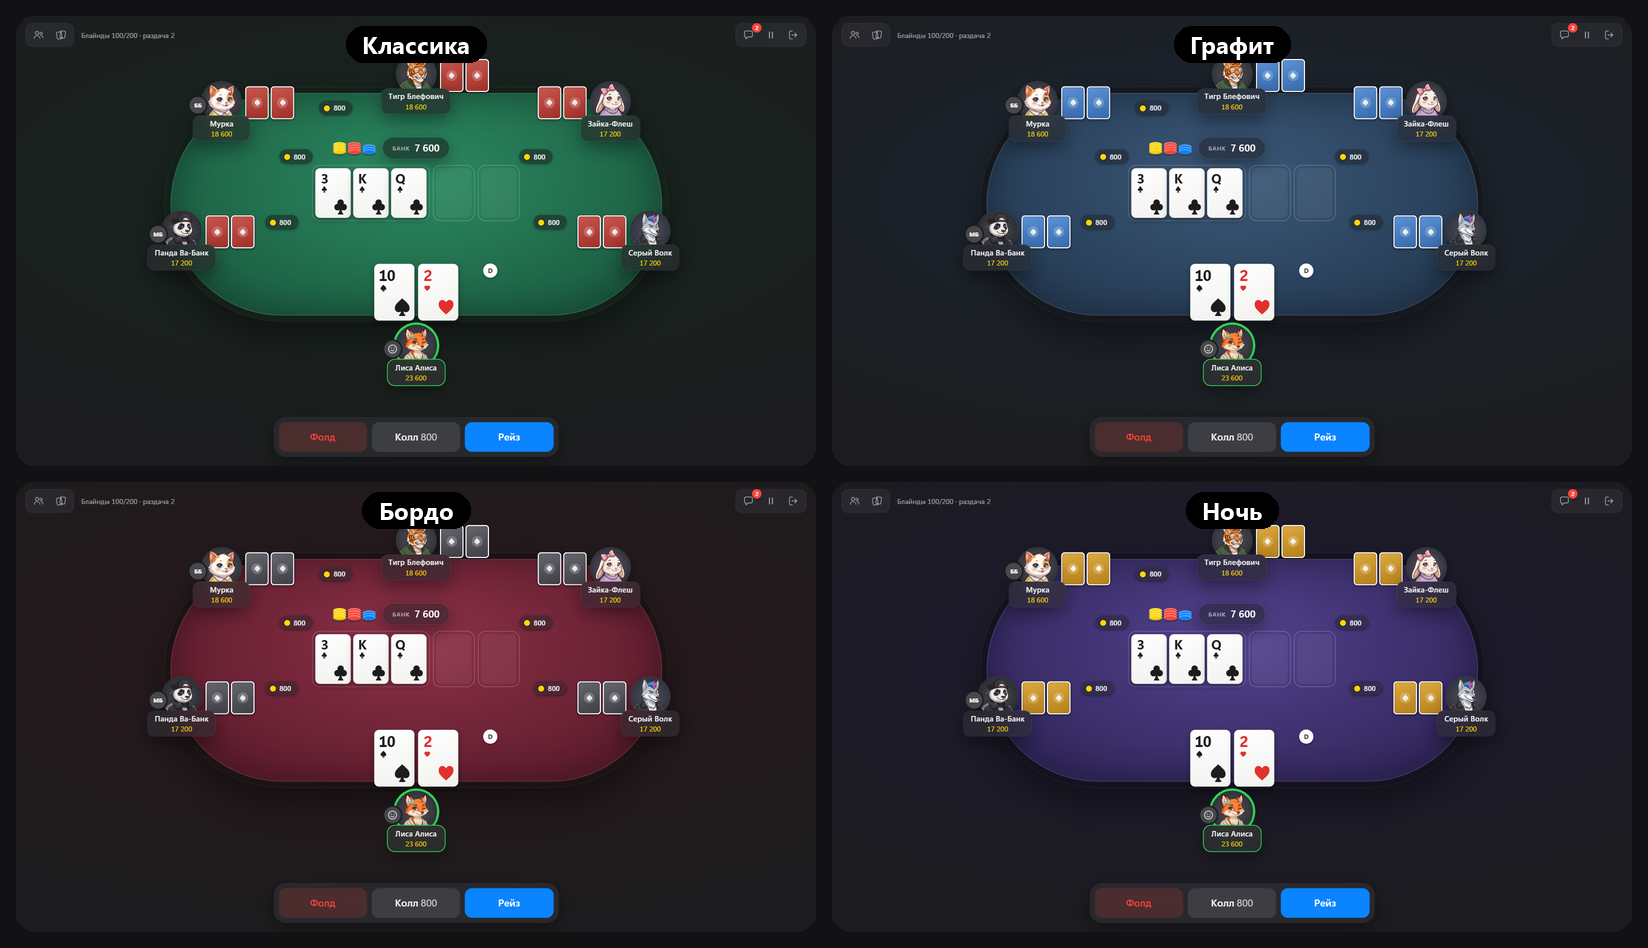 Блайнды 100/200 · раздача 2
Классика
2
Тигр Блефович
18 600
ББ
Мурка
18 600
800
Зайка-Флеш
17 200
800
БАНК 7 600
800
3 K Q
МБ
Панда Ва-Банк
17 200
800
800
Серый Волк
17 200
10 2
D
Лиса Алиса
23 600
Фолд
Колл 800
Рейз
Блайнды 100/200 · раздача 2
Графит
2
Тигр Блефович
18 600
ББ
Мурка
18 600
800
Зайка-Флеш
17 200
800
БАНК 7 600
800
3 K Q
МБ
Панда Ва-Банк
17 200
800
800
Серый Волк
17 200
10 2
D
Лиса Алиса
23 600
Фолд
Колл 800
Рейз
Блайнды 100/200 · раздача 2
Бордо
2
Тигр Блефович
18 600
ББ
Мурка
18 600
800
Зайка-Флеш
17 200
800
БАНК 7 600
800
3 K Q
МБ
Панда Ва-Банк
17 200
800
800
Серый Волк
17 200
10 2
D
Лиса Алиса
23 600
Фолд
Колл 800
Рейз
Блайнды 100/200 · раздача 2
Ночь
2
Тигр Блефович
18 600
ББ
Мурка
18 600
800
Зайка-Флеш
17 200
800
БАНК 7 600
800
3 K Q
МБ
Панда Ва-Банк
17 200
800
800
Серый Волк
17 200
10 2
D
Лиса Алиса
23 600
Фолд
Колл 800
Рейз